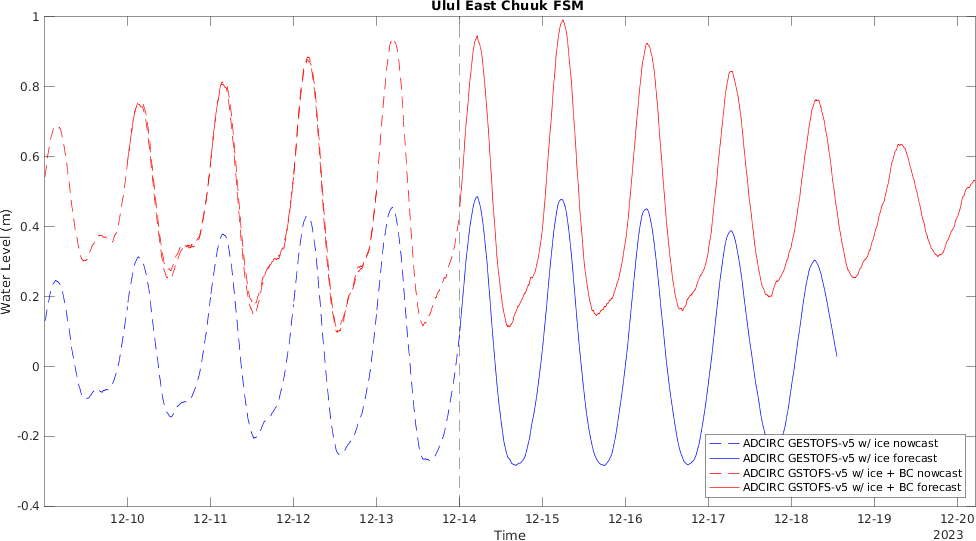 Ulul East Chuuk FSM
Water Level (m)
1
0.8
0.6
0.4
0.2
0
-0.2
-0.4
ADCIRC GESTOFS-v5 w/ ice nowcast
ADCIRC GESTOFS-v5 w/ ice forecast
ADCIRC GSTOFS-v5 w/ ice + BC nowcast
ADCIRC GSTOFS-v5 w/ ice + BC forecast
12-10 12-11 12-12 12-13 12-14 12-15 12-16 12-17 12-18 12-19 12-20
Time
2023